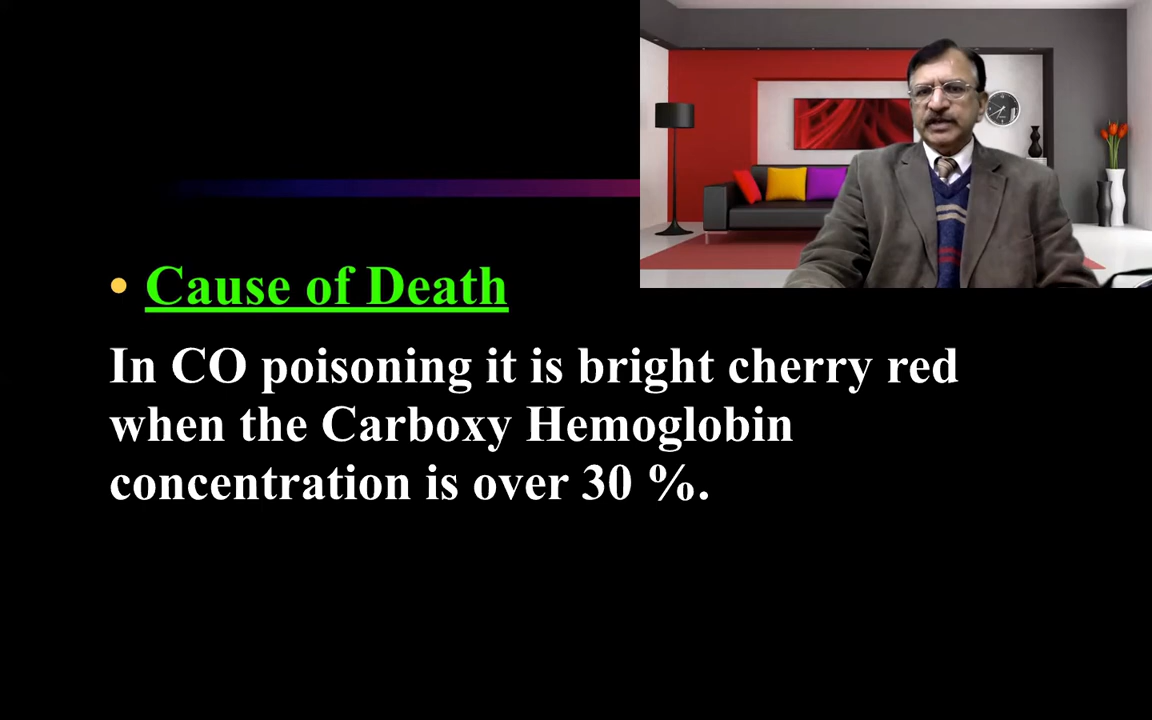 • Cause of Death
In CO poisoning it is bright cherry red
when the Carboxy Hemoglobin
concentration is over 30 %.